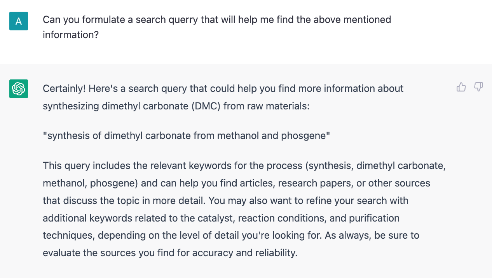 A
Can you formulate a search querry that will help me find the above mentioned
information?
Certainly! Here's a search query that could help you find more information about
synthesizing dimethyl carbonate (DMC) from raw materials:
"synthesis of dimethyl carbonate from methanol and phosgene"
This query includes the relevant keywords for the process (synthesis, dimethyl carbonate,
methanol, phosgene) and can help you find articles, research papers, or other sources
that discuss the topic in more detail. You may also want to refine your search with
additional keywords related to the catalyst, reaction conditions, and purification
techniques, depending on the level of detail you're looking for. As always, be sure to
evaluate the sources you find for accuracy and reliability.